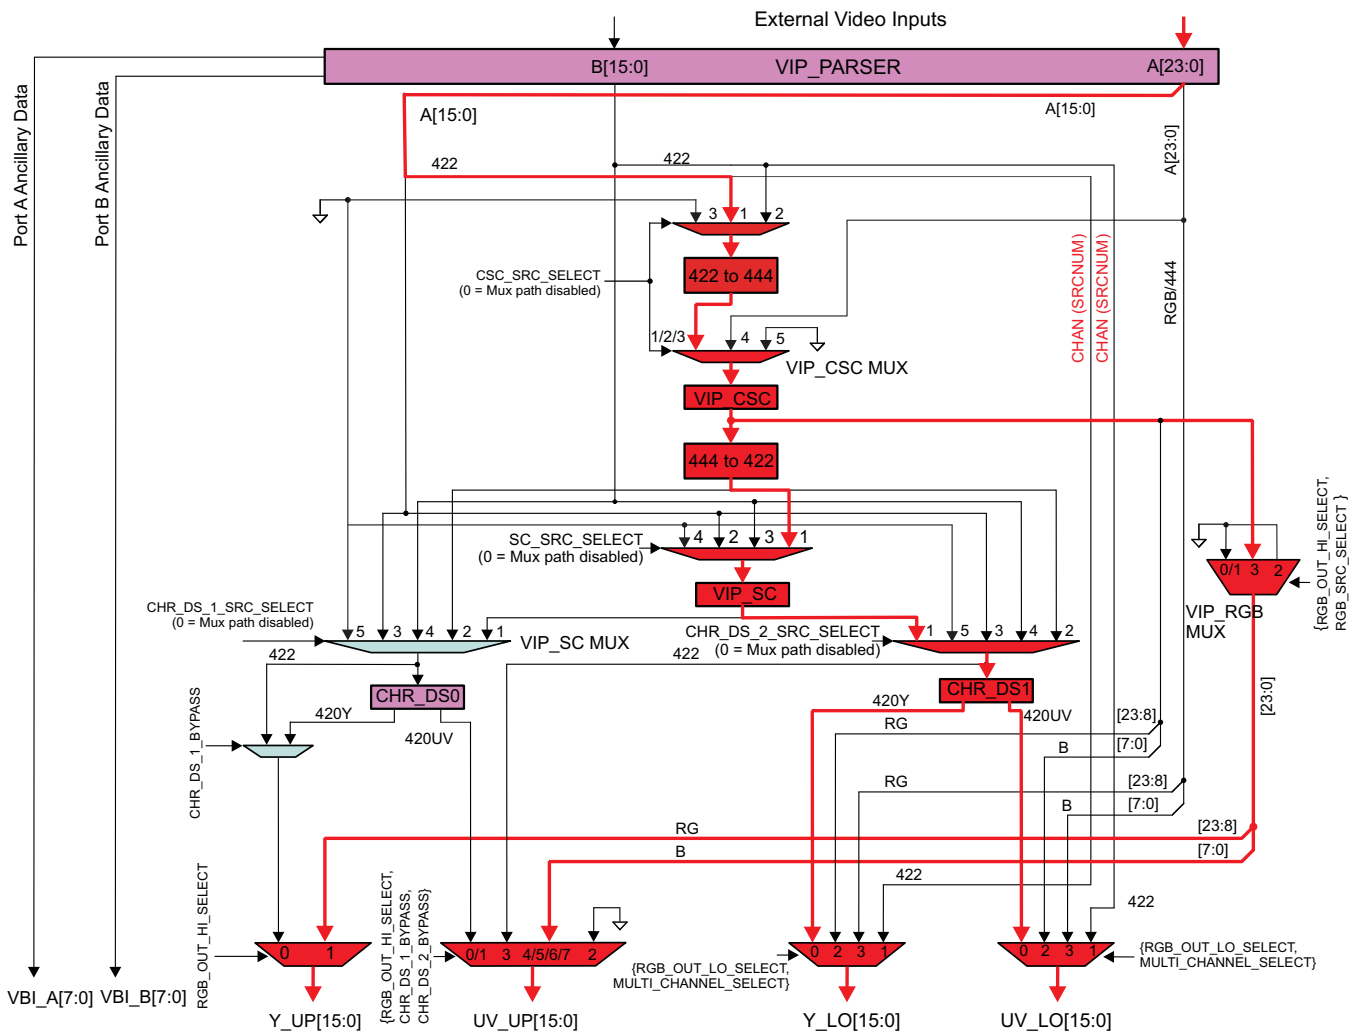 External Video Inputs
B[15:0]
VIP_PARSER
A[23:0]
Port A Ancillary Data
Port B Ancillary Data
A[15:0]
A[15:0]
A[23:0]
422
422
3 1 2
CSC_SRC_SELECT
(0 = Mux path disabled)
422 to 444
CHAN (SRCNUM)
CHAN (SRCNUM)
RGB/444
1/2/3 4 5
VIP_CSC MUX
VIP_CSC
444 to 422
SC_SRC_SELECT
(0 = Mux path disabled)
4 2 3 1
{RGB_OUT_HI_SELECT,
RGB_SRC_SELECT }
0/1 3 2
VIP_RGB
MUX
VIP_SC
CHR_DS_1_SRC_SELECT
(0 = Mux path disabled)
5 3 4 2 1
VIP_SC MUX
CHR_DS_2_SRC_SELECT
(0 = Mux path disabled)
1 5 3 4 2
422
422
CHR_DS0
CHR_DS1
420Y
420UV
420Y
420UV
CHR_DS_1_BYPASS
[23:0]
RG
[23:8]
B
[7:0]
RG
[23:8]
B
[7:0]
RG
[23:8]
B
[7:0]
422
422
RGB_OUT_HI_SELECT
0 1
{RGB_OUT_HI_SELECT,
CHR_DS_1_BYPASS,
CHR_DS_2_BYPASS}
0/1 3 4/5/6/7 2
{RGB_OUT_LO_SELECT,
MULTI_CHANNEL_SELECT}
0 2 3 1
0 2 3 1
{RGB_OUT_LO_SELECT,
MULTI_CHANNEL_SELECT}
VBI_A[7:0]
VBI_B[7:0]
Y_UP[15:0]
UV_UP[15:0]
Y_LO[15:0]
UV_LO[15:0]